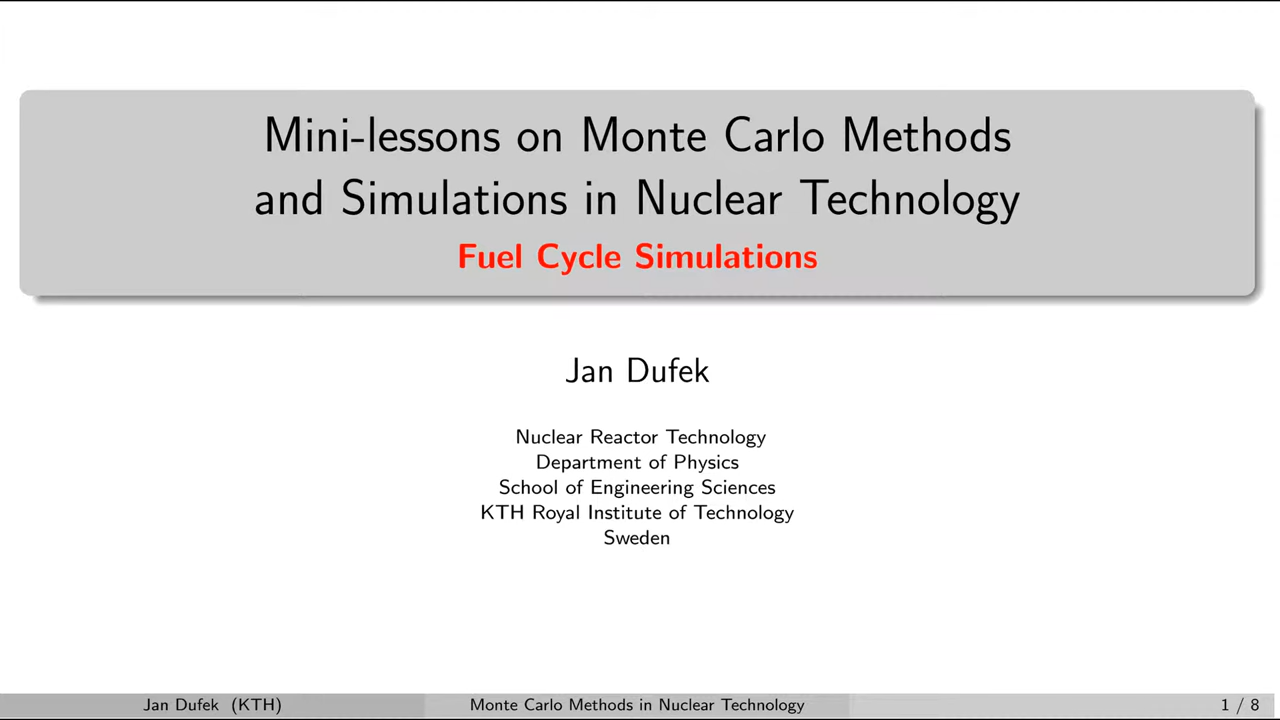 Mini-lessons on Monte Carlo Methods
and Simulations in Nuclear Technology
Fuel Cycle Simulations
Jan Dufek
Nuclear Reactor Technology
Department of Physics
School of Engineering Sciences
KTH Royal Institute of Technology
Sweden
Jan Dufek (KTH)
Monte Carlo Methods in Nuclear Technology
1 / 8